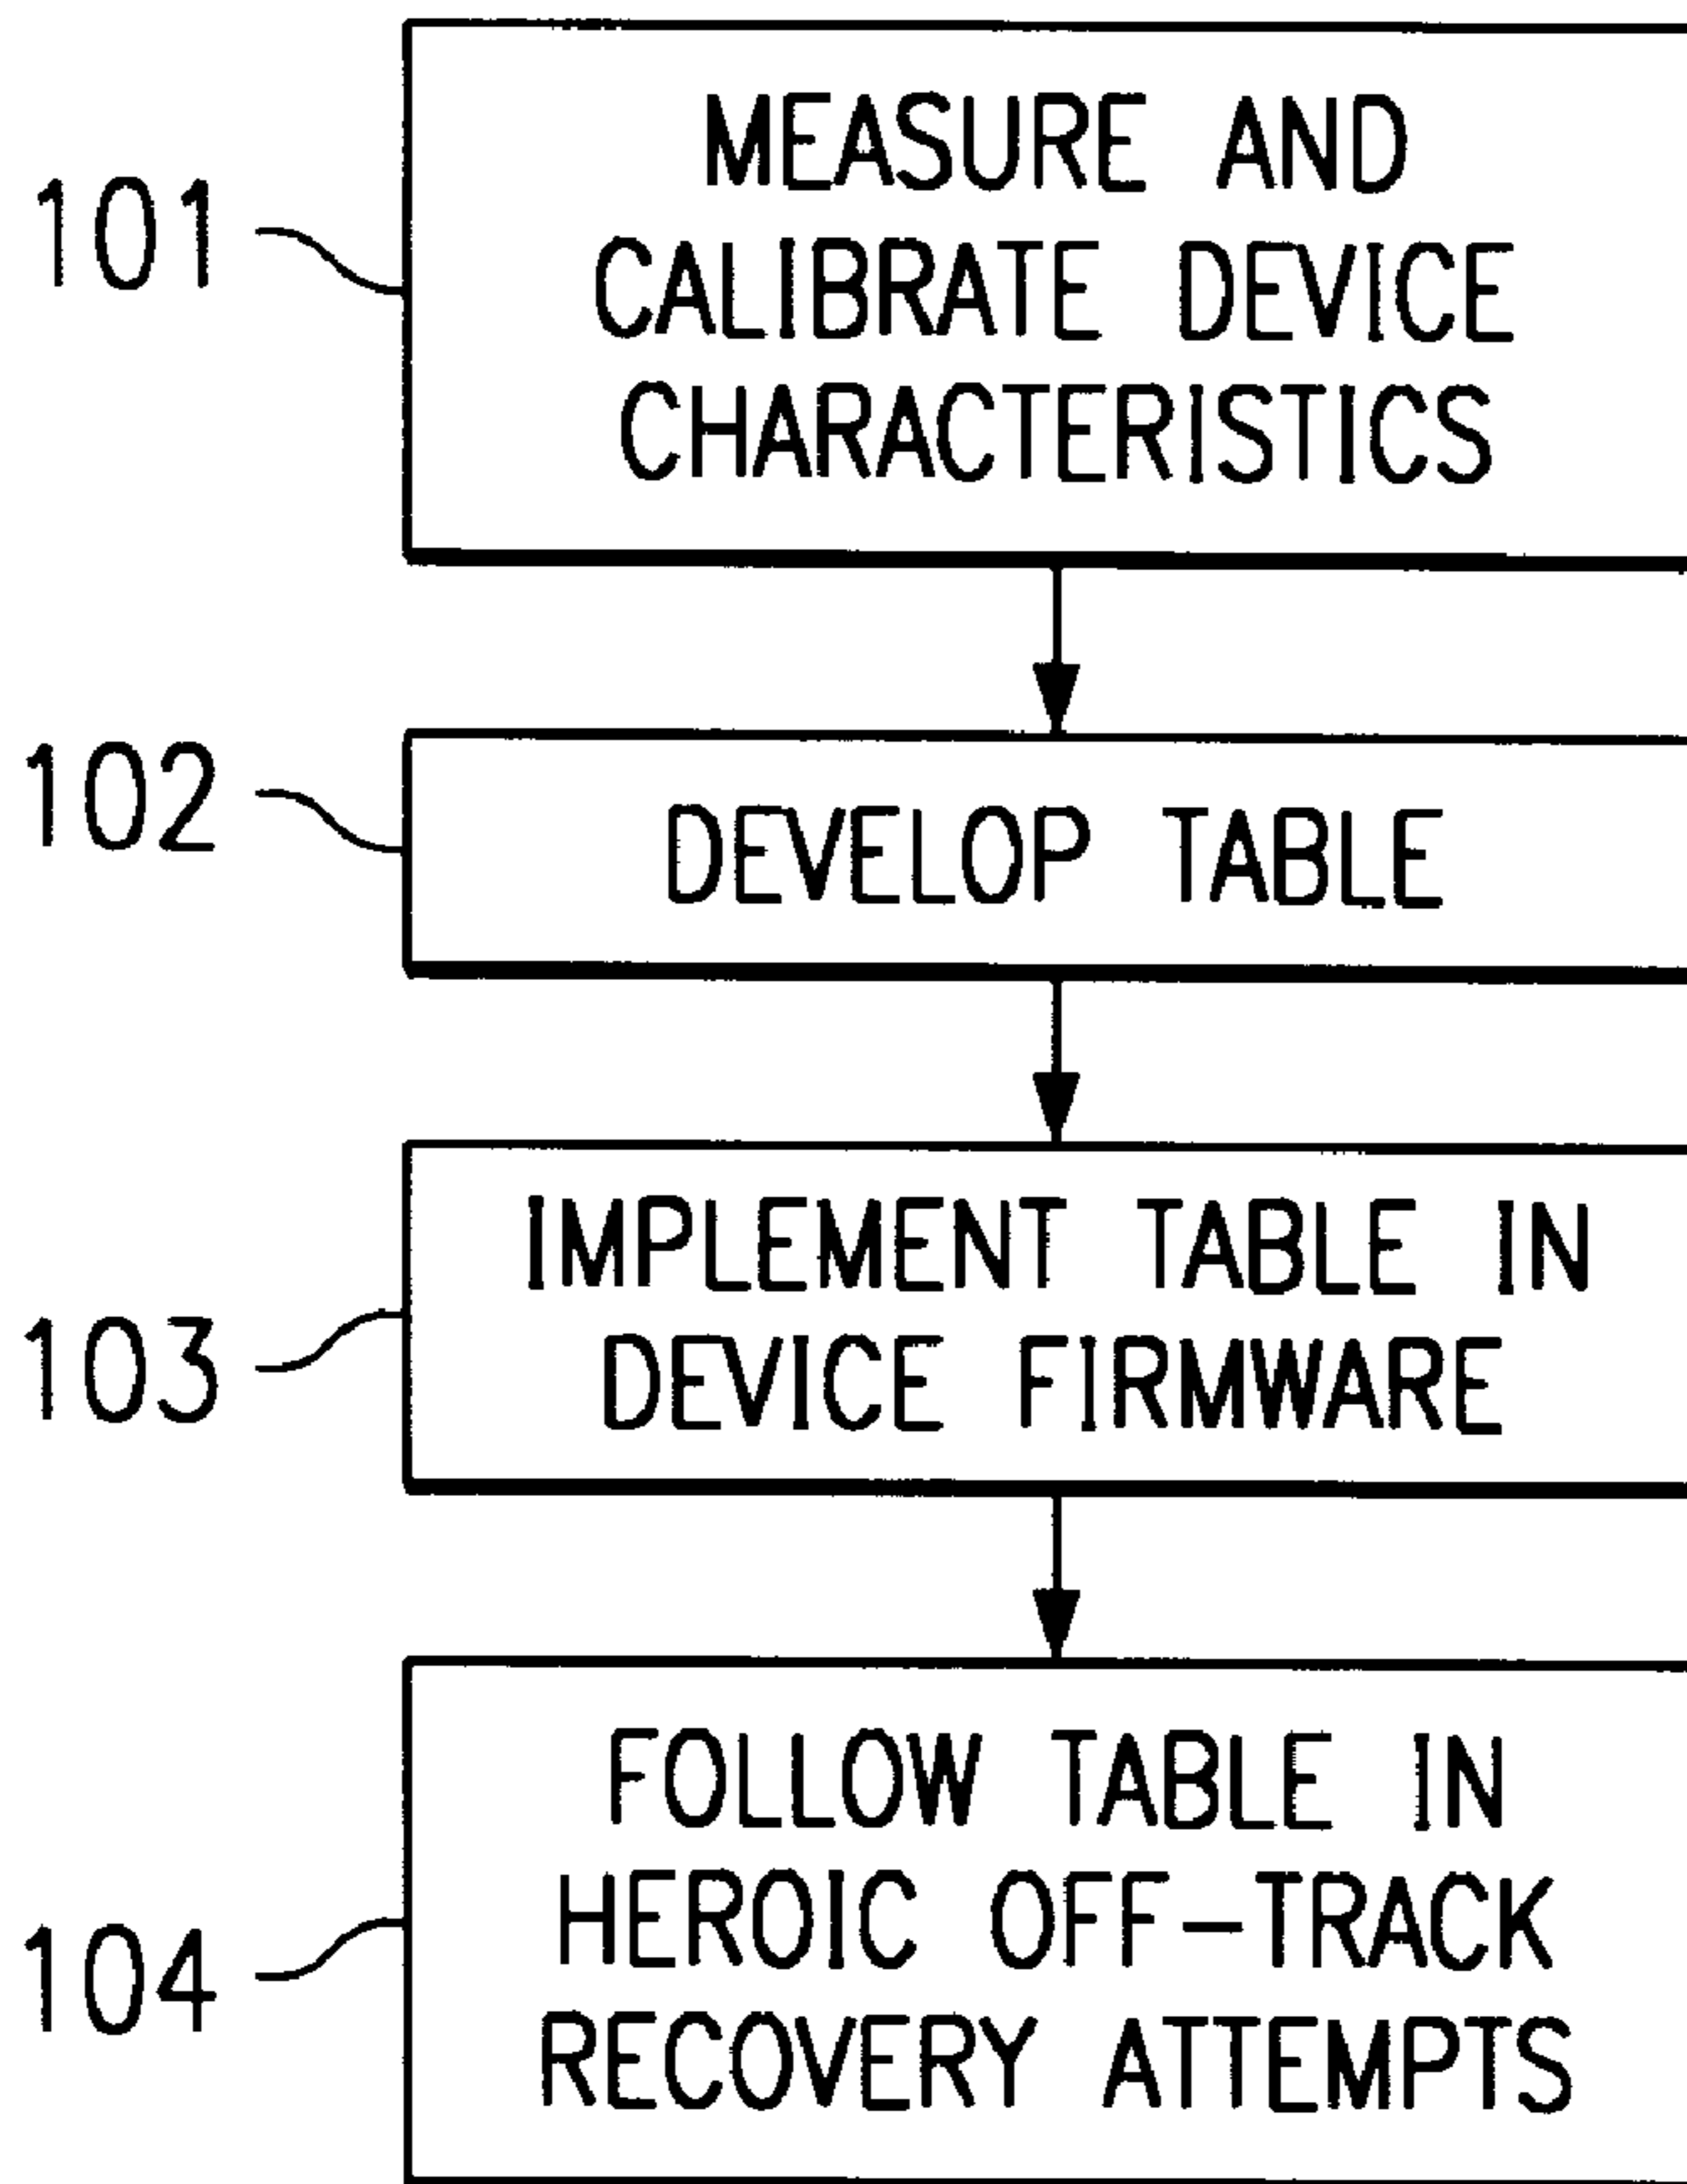 101
MEASURE AND
CALIBRATE DEVICE
CHARACTERISTICS
102
DEVELOP TABLE
103
IMPLEMENT TABLE IN
DEVICE FIRMWARE
104
FOLLOW TABLE IN
HEROIC OFF-TRACK
RECOVERY ATTEMPTS